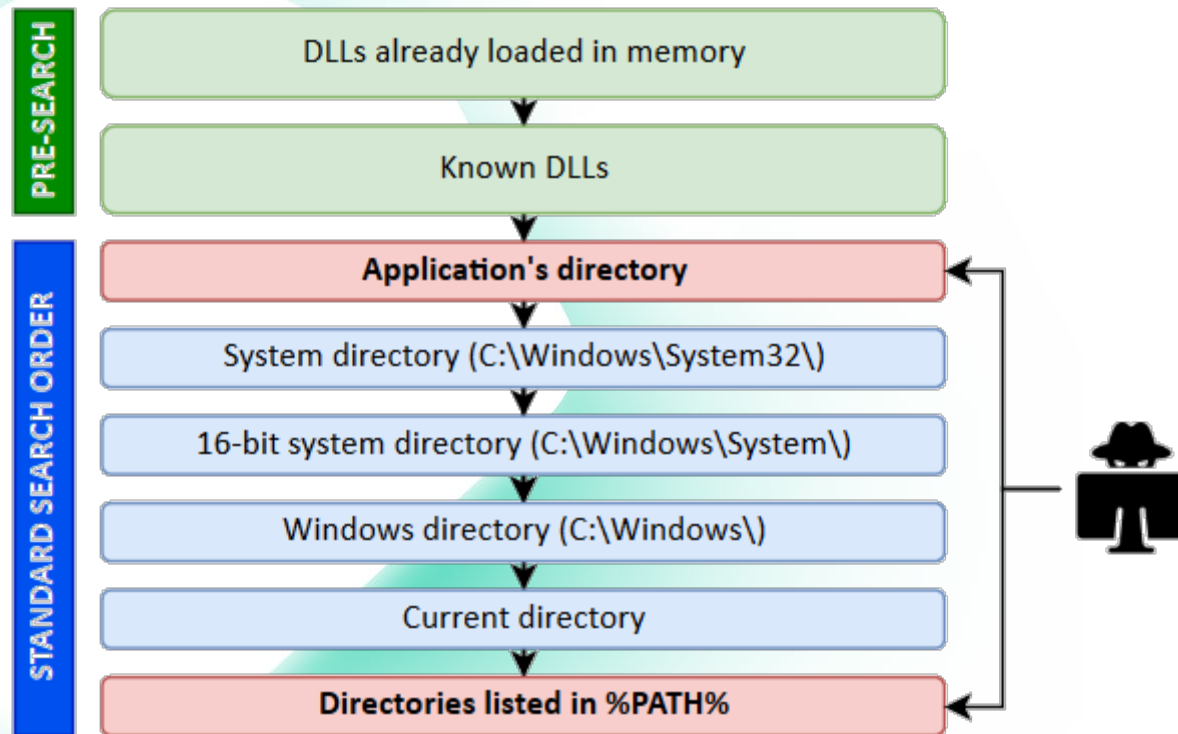 PRE-SEARCH
DLLs already loaded in memory
Known DLLs
STANDARD SEARCH ORDER
Application's directory
System directory (C:\Windows\System32\)
16-bit system directory (C:\Windows\System\)
Windows directory (C:\Windows\)
Current directory
Directories listed in %PATH%